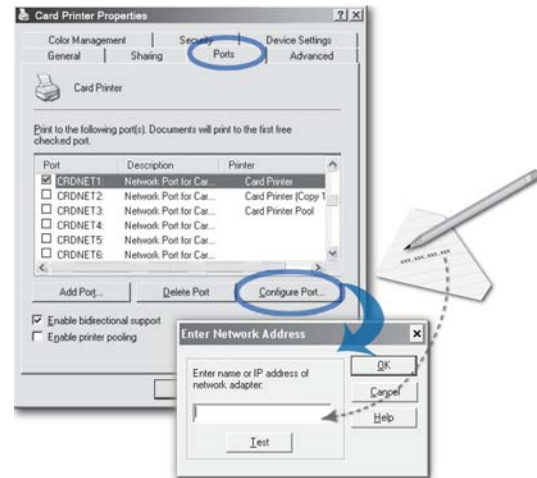 Card Printer Properties
Color Management
Security
Device Settings
General
Sharing
Ports
Advanced
Card Printer
Print to the following port(s). Documents will print to the first free
checked port.
Port Description Printer
CRDNET1: Network Port for Car... Card Printer
CRDNET2: Network Port for Car... Card Printer (Copy 1
CRDNET3: Network Port for Car... Card Printer Pool
CRDNET4: Network Port for Car...
CRDNET5: Network Port for Car...
CRDNET6: Network Port for Car...
Add Port... Delete Port Configure Port...
Enable bidirectional support
Enable printer pooling
Enter Network Address
Enter name or IP address of
network adapter:
OK
Cancel
Help
Test
xxx.xxx.xxx.xxx